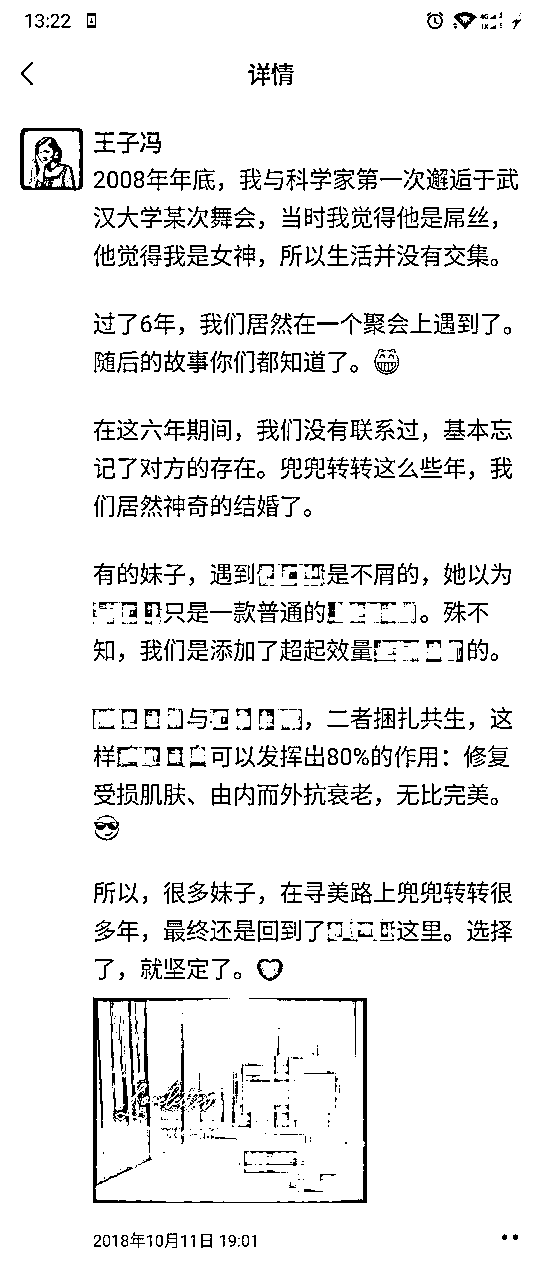 13:22
详情
王子冯
2008年年底，我与科学家第一次邂逅于武
汉大学某次舞会，当时我觉得他是屌丝，
他觉得我是女神，所以生活并没有交集。
过了6年，我们居然在一个聚会上遇到了。
随后的故事你们都知道了。😁
在这六年期间，我们没有联系过，基本忘
记了对方的存在。兜兜转转这么些年，我
们居然神奇的结婚了。
有的妹子，遇到是不屑的，她以为
只是一款普通的。殊不
知，我们是添加了超起效量的。
与，二者捆扎共生，这
样可以发挥出80%的作用：修复
受损肌肤、由内而外抗衰老，无比完美。
😎
所以，很多妹子，在寻美路上兜兜转转很
多年，最终还是回到了这里。选择
了，就坚定了。❤
2018年10月11日 19:01